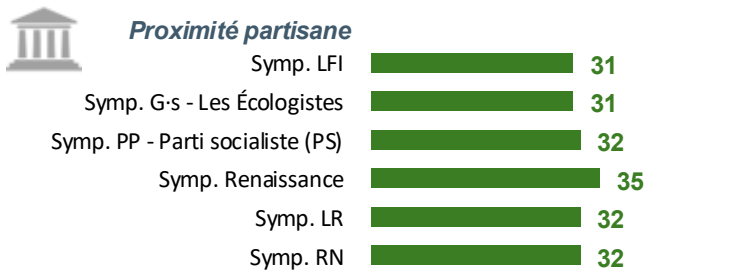 Proximité partisane
Symp. LFI 31
Symp. G·s - Les Écologistes 31
Symp. PP - Parti socialiste (PS) 32
Symp. Renaissance 35
Symp. LR 32
Symp. RN 32